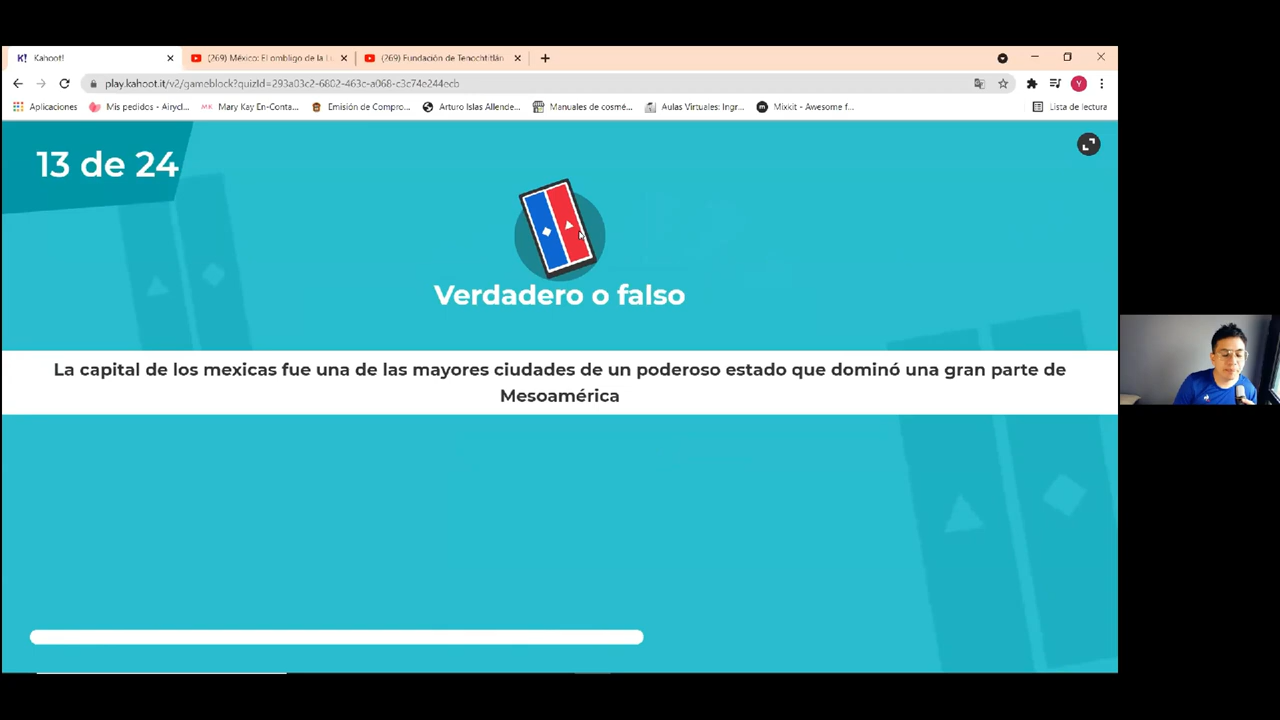 Kahoot!
(269) México: El ombligo de la
(269) Fundación de Tenochtitlán
play.kahoot.it/v2/gameblock?quizId=293a03c2-6802-463c-a068-c3c74e244ecb
Y
Aplicaciones
Mis pedidos - Airycl...
MK Mary Kay En-Conta...
Emisión de Compro...
Arturo Islas Allende...
Manuales de cosmé...
Aulas Virtuales: Ingr...
Mixkit - Awesome f...
Lista de lectura
13 de 24
Verdadero o falso
La capital de los mexicas fue una de las mayores ciudades de un poderoso estado que dominó una gran parte de
Mesoamérica